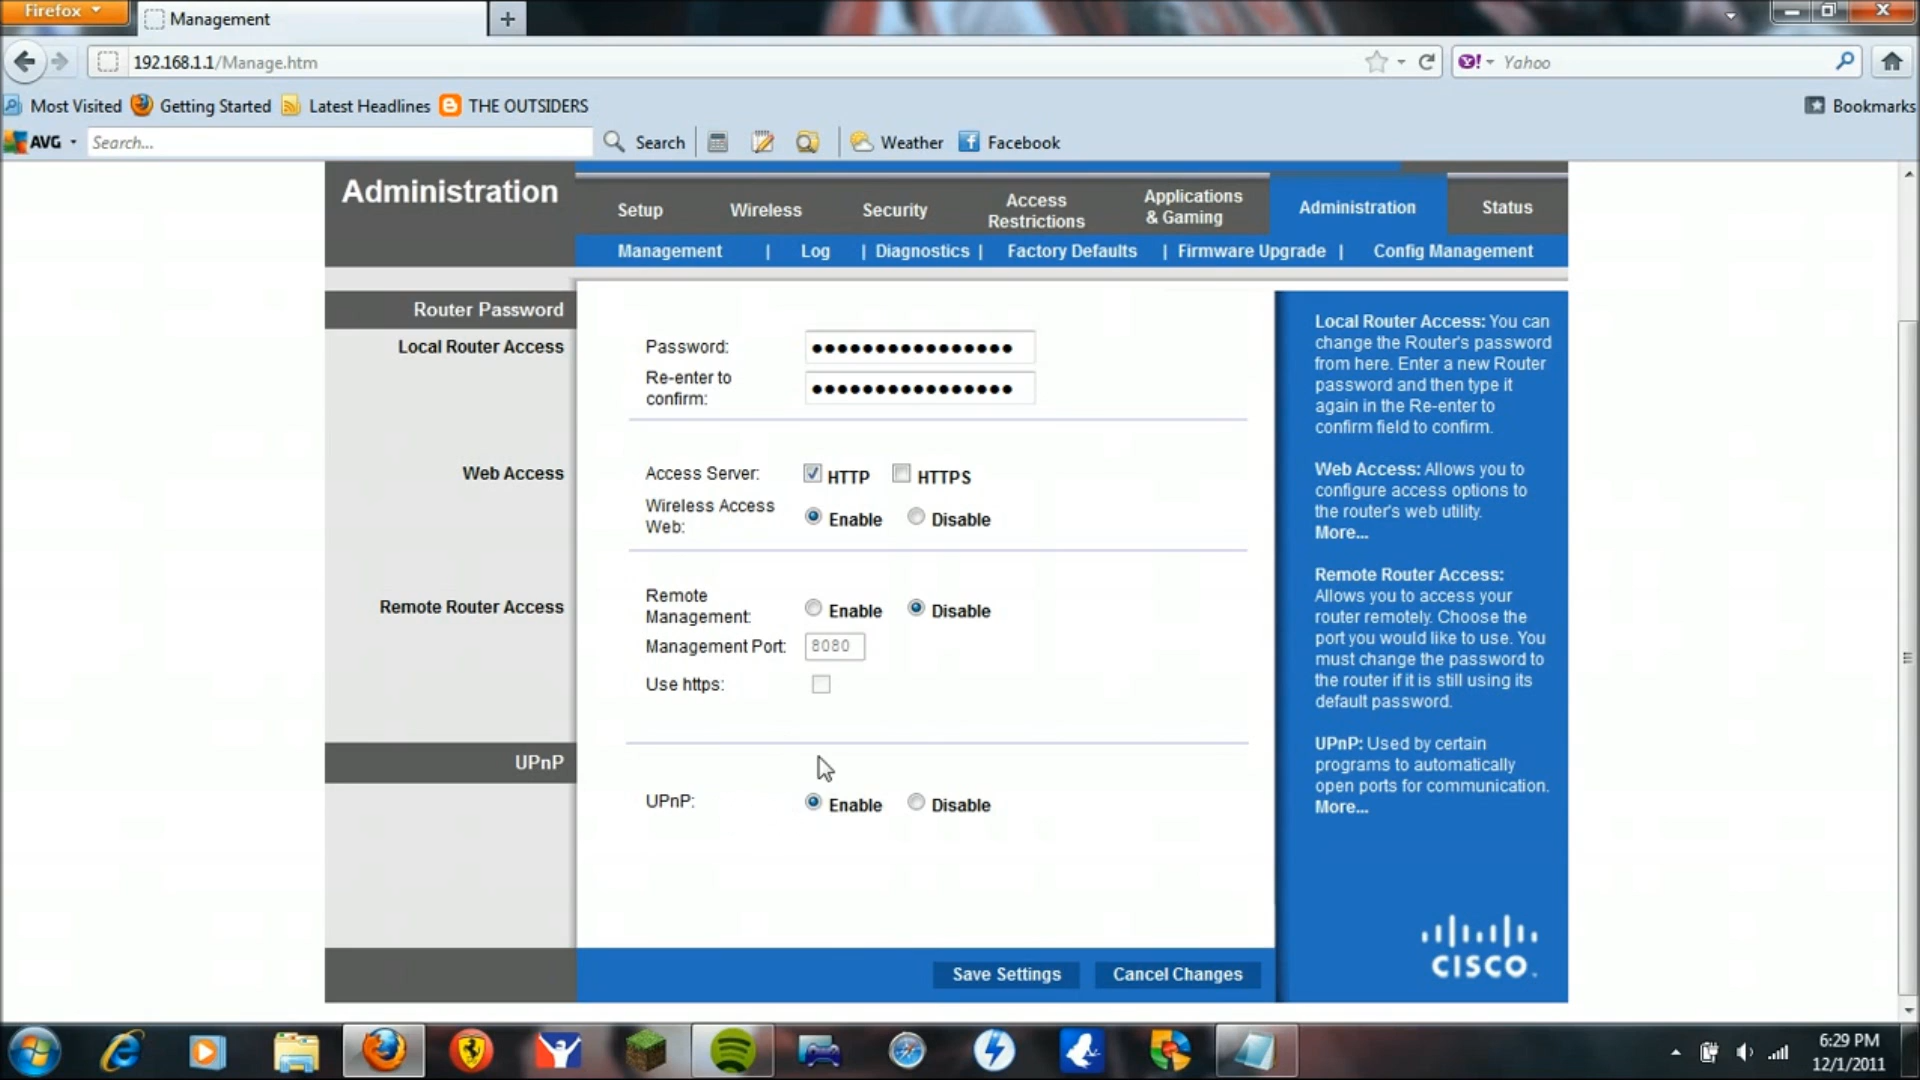 Firefox
Management
192.168.1.1/Manage.htm
Y! Yahoo
Most Visited
Getting Started
Latest Headlines
THE OUTSIDERS
Bookmarks
AVG
Search...
Search
Weather
Facebook
Administration
Setup
Wireless
Security
Access
Restrictions
Applications
& Gaming
Administration
Status
Management | Log | Diagnostics | Factory Defaults | Firmware Upgrade | Config Management
Router Password
Local Router Access
Password:
●●●●●●●●●●●●●●●●
Re-enter to
confirm:
●●●●●●●●●●●●●●●●
Web Access
Access Server:
HTTP
HTTPS
Wireless Access
Web:
Enable
Disable
Remote Router Access
Remote
Management:
Enable
Disable
Management Port:
8080
Use https:
UPnP
UPnP:
Enable
Disable
Local Router Access: You can
change the Router's password
from here. Enter a new Router
password and then type it
again in the Re-enter to
confirm field to confirm.
Web Access: Allows you to
configure access options to
the router's web utility.
More...
Remote Router Access:
Allows you to access your
router remotely. Choose the
port you would like to use. You
must change the password to
the router if it is still using its
default password.
UPnP: Used by certain
programs to automatically
open ports for communication.
More...
CISCO.
Save Settings
Cancel Changes
6:29 PM
12/1/2011